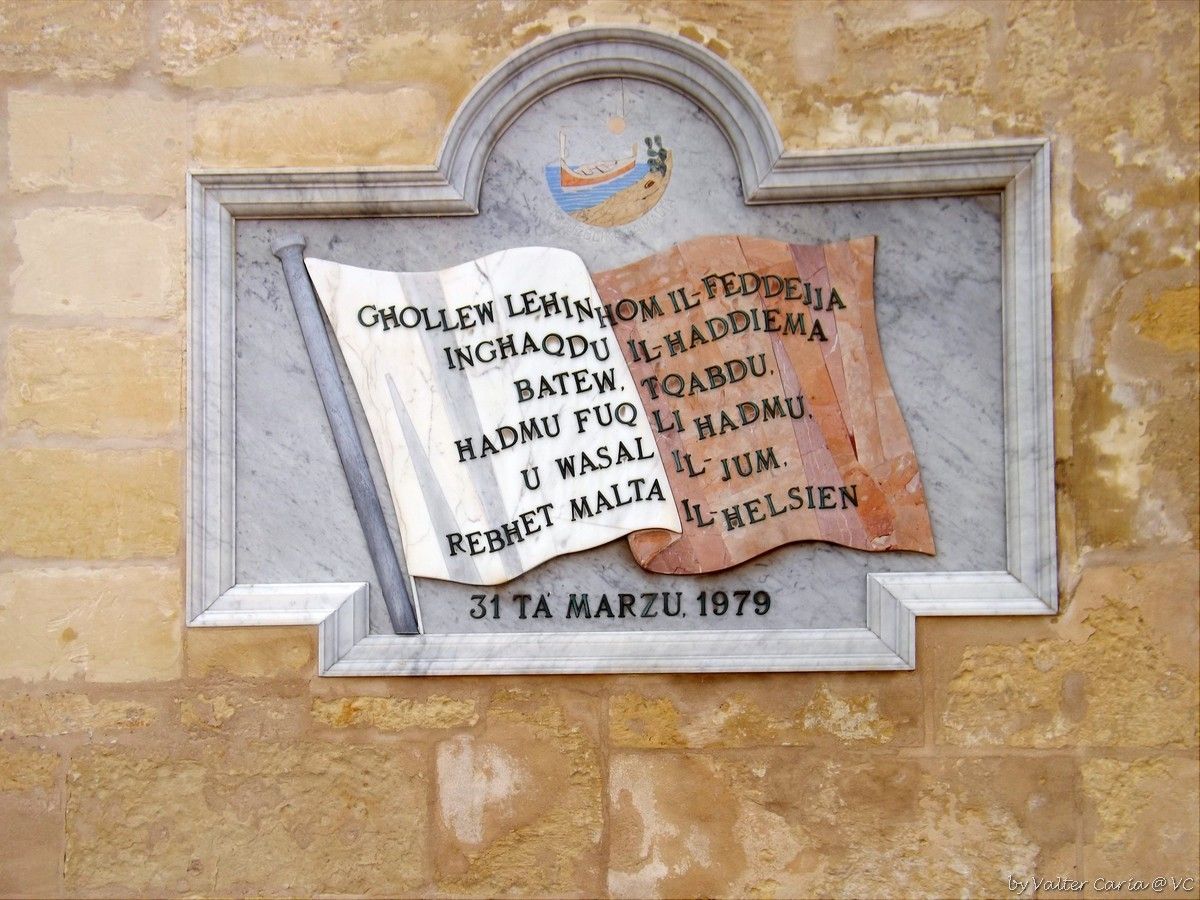 GHOLLEW LEHINHOM IL-FEDDEIJA
INGHAQDU IL-HADDIEMA
BATEW, TQABDU,
HADMU FUQ LI HADMU,
U WASAL IL-JUM,
REBHET MALTA IL-HELSIEN
31 TA' MARZU, 1979
by Valter Caria @ VC